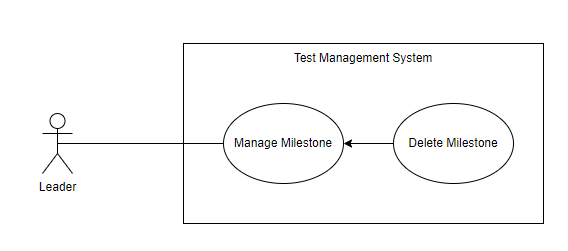 Test Management System
Manage Milestone
Delete Milestone
Leader